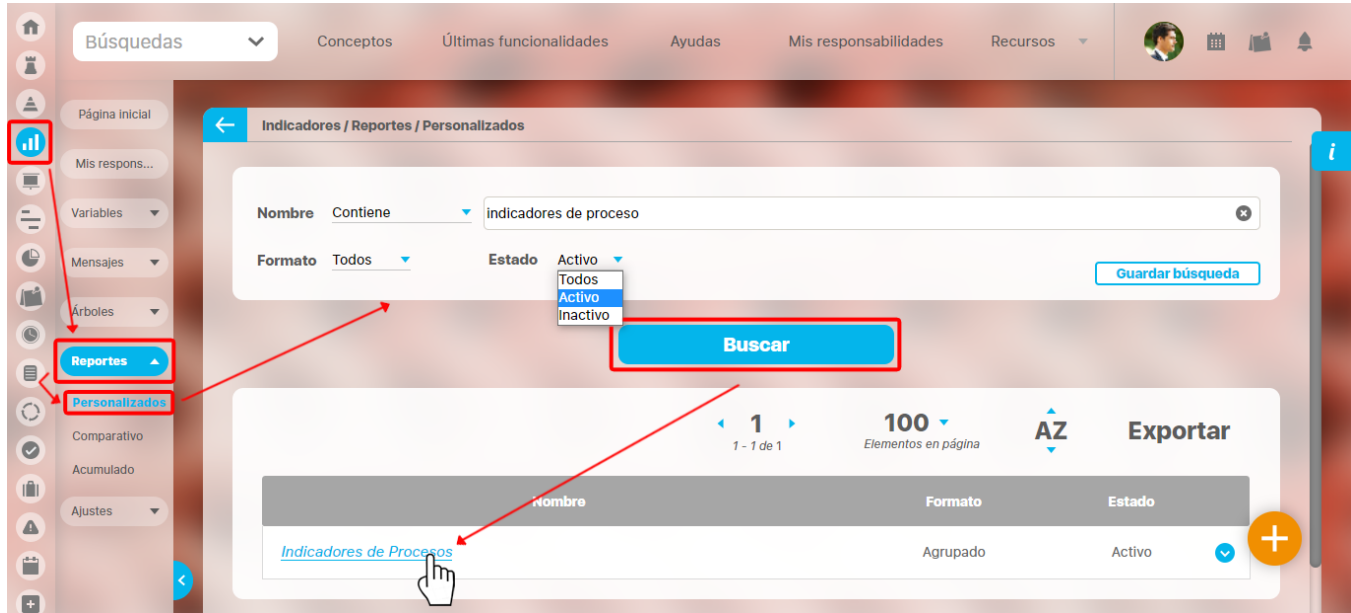 Búsquedas
Conceptos
Últimas funcionalidades
Ayudas
Mis responsabilidades
Recursos
Página inicial
Mis respons...
Variables
Mensajes
Árboles
Reportes
Personalizados
Comparativo
Acumulado
Ajustes
Indicadores / Reportes / Personalizados
i
Nombre Contiene indicadores de proceso
Formato Todos Estado Activo
Todos
Activo
Inactivo
Guardar búsqueda
Buscar
1
1 - 1 de 1
100
Elementos en página
AZ
Exportar
Nombre Formato Estado
Indicadores de Procesos Agrupado Activo